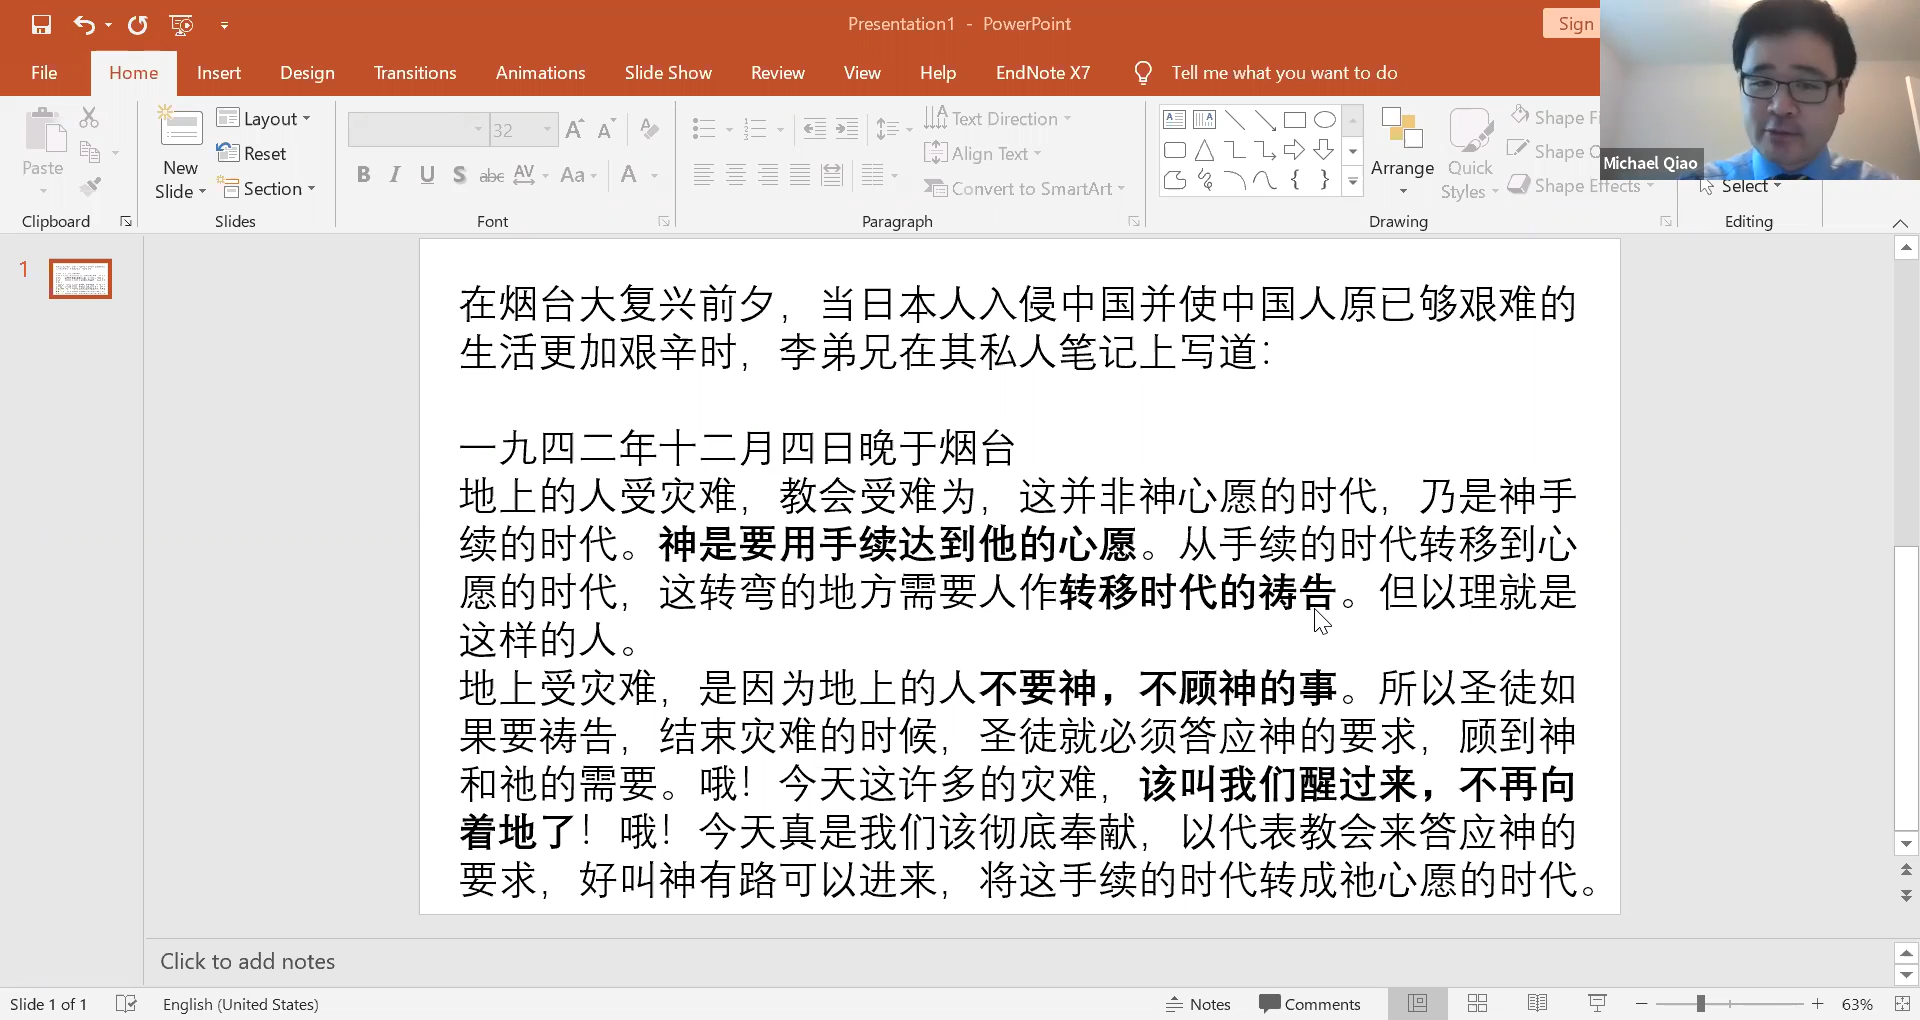 Presentation1 - PowerPoint
Sign
File Home Insert Design Transitions Animations Slide Show Review View Help EndNote X7 Tell me what you want to do
Paste
New Slide
Layout
Reset
Section
32
B I U S abc AV Aa A
Text Direction
Align Text
Convert to SmartArt
Arrange
Quick Styles
Shape Fi
Shape O
Shape Effects
Select
Michael Qiao
Clipboard Slides Font Paragraph Drawing Editing
1
在烟台大复兴前夕，当日本人入侵中国并使中国人原已够艰难的
生活更加艰辛时，李弟兄在其私人笔记上写道：
一九四二年十二月四日晚于烟台
地上的人受灾难，教会受难为，这并非神心愿的时代，乃是神手
续的时代。神是要用手续达到他的心愿。从手续的时代转移到心
愿的时代，这转弯的地方需要人作转移时代的祷告。但以理就是
这样的人。
地上受灾难，是因为地上的人不要神，不顾神的事。所以圣徒如
果要祷告，结束灾难的时候，圣徒就必须答应神的要求，顾到神
和祂的需要。哦！今天这许多的灾难，该叫我们醒过来，不再向
着地了！哦！今天真是我们该彻底奉献，以代表教会来答应神的
要求，好叫神有路可以进来，将这手续的时代转成祂心愿的时代。
Click to add notes
Slide 1 of 1 English (United States) Notes Comments 63%